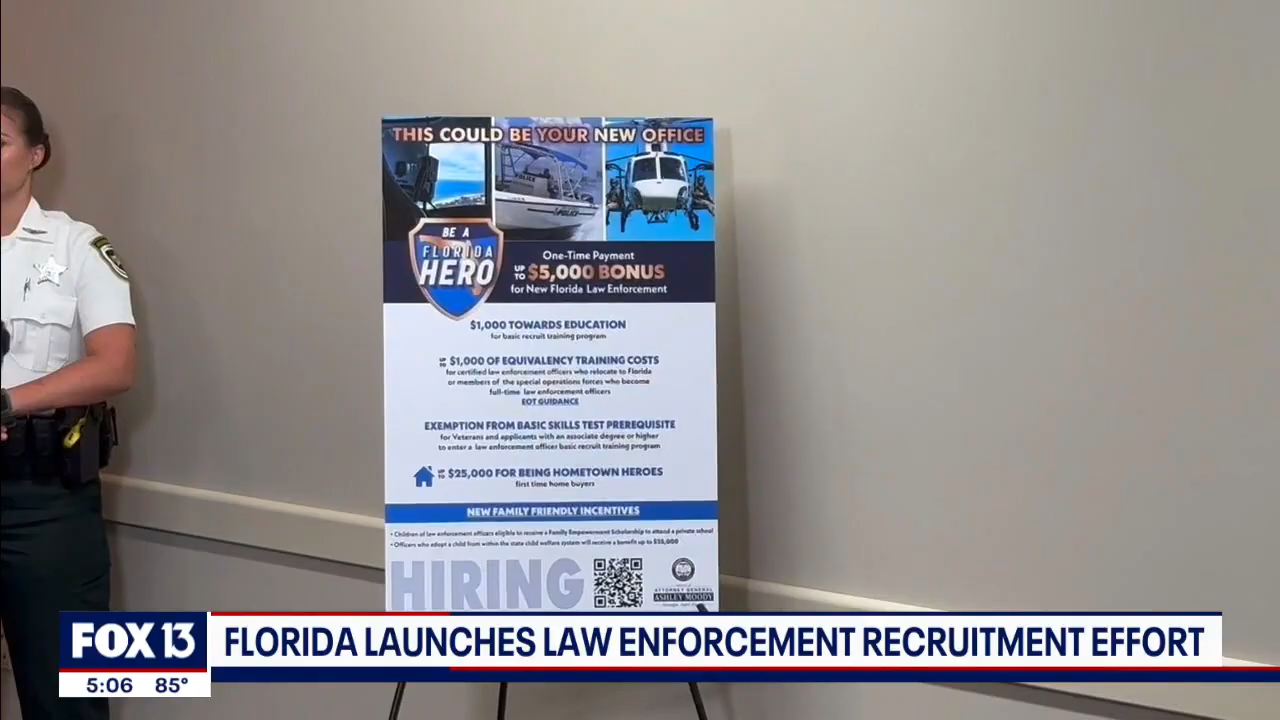 THIS COULD BE YOUR NEW OFFICE
POLICE
POLICE
BE A
FLORIDA
HERO
One-Time Payment
UP TO $5,000 BONUS
for New Florida Law Enforcement
$1,000 TOWARDS EDUCATION
for basic recruit training program
UP TO $1,000 OF EQUIVALENCY TRAINING COSTS
for certified law enforcement officers who relocate to Florida
or members of the special operations forces who become
full-time law enforcement officers
EOT GUIDANCE
EXEMPTION FROM BASIC SKILLS TEST PREREQUISITE
for Veterans and applicants with an associate degree or higher
to enter a law enforcement officer basic recruit training program
UP TO $25,000 FOR BEING HOMETOWN HEROES
first time home buyers
NEW FAMILY FRIENDLY INCENTIVES
• Children of law enforcement officers eligible to receive a Family Empowerment Scholarship to attend a private school
• Officers who adopt a child from within the state child welfare system will receive a benefit up to $25,000
HIRING
ATTORNEY GENERAL
ASHLEY MOODY
FOX 13
FLORIDA LAUNCHES LAW ENFORCEMENT RECRUITMENT EFFORT
5:06 85°